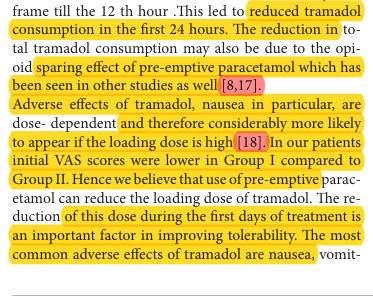 frame till the 12 th hour .This led to reduced tramadol
consumption in the first 24 hours. The reduction in to-
tal tramadol consumption may also be due to the opi-
oid sparing effect of pre-emptive paracetamol which has
been seen in other studies as well [8,17].
Adverse effects of tramadol, nausea in particular, are
dose- dependent and therefore considerably more likely
to appear if the loading dose is high [18]. In our patients
initial VAS scores were lower in Group I compared to
Group II. Hence we believe that use of pre-emptive parac-
etamol can reduce the loading dose of tramadol. The re-
duction of this dose during the first days of treatment is
an important factor in improving tolerability. The most
common adverse effects of tramadol are nausea, vomit-